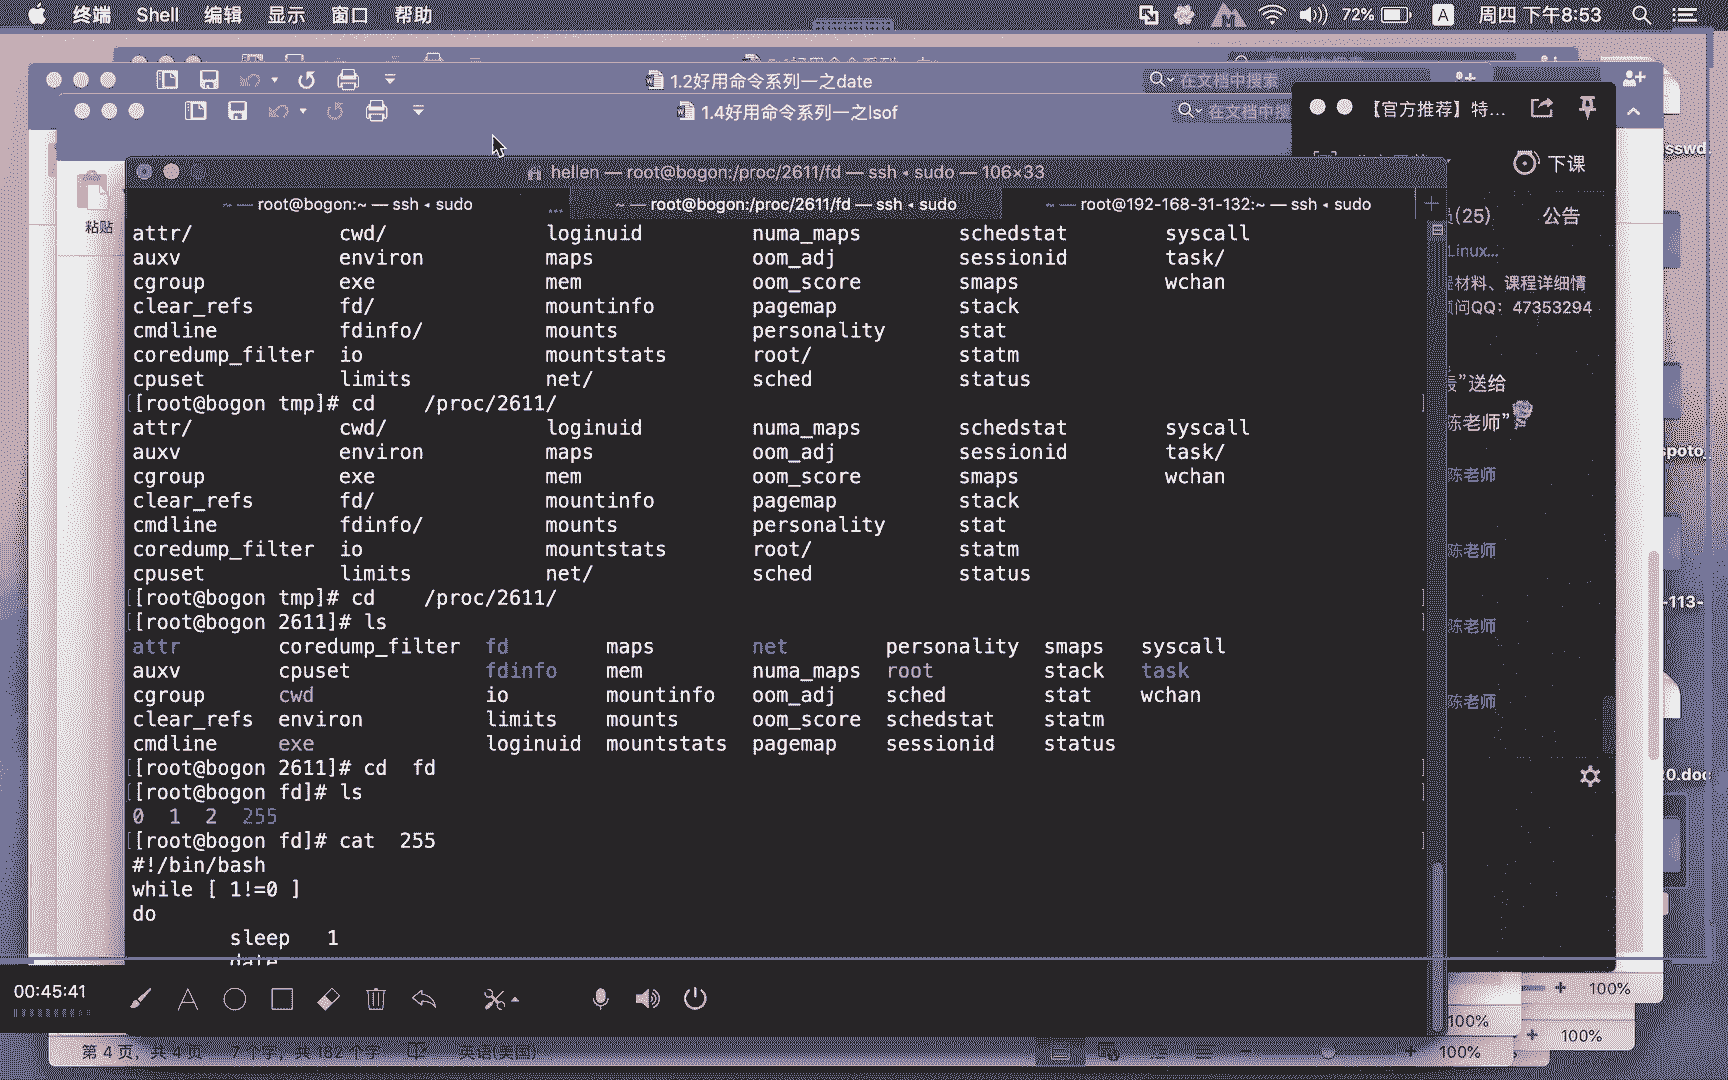 终端 Shell 编辑 显示 窗口 帮助 72% A 周四 下午8:53
1.2好用命令系列一之date 在文档中搜索
1.4好用命令系列一之lsof 在文档中搜
【官方推荐】特...
下课
粘贴
hellen — root@bogon:/proc/2611/fd — ssh ◂ sudo — 106×33
~ — root@bogon:~ — ssh ◂ sudo ... ~ — root@bogon:/proc/2611/fd — ssh ◂ sudo ~ — root@192-168-31-132:~ — ssh ◂ sudo +
(25) 公告
Linux...
材料、课程详细情
问QQ：47353294
”送给
陈老师”
陈老师
陈老师
陈老师
陈老师
attr/ cwd/ loginuid numa_maps schedstat syscall
auxv environ maps oom_adj sessionid task/
cgroup exe mem oom_score smaps wchan
clear_refs fd/ mountinfo pagemap stack
cmdline fdinfo/ mounts personality stat
coredump_filter io mountstats root/ statm
cpuset limits net/ sched status
[[root@bogon tmp]# cd    /proc/2611/ ]
attr/ cwd/ loginuid numa_maps schedstat syscall
auxv environ maps oom_adj sessionid task/
cgroup exe mem oom_score smaps wchan
clear_refs fd/ mountinfo pagemap stack
cmdline fdinfo/ mounts personality stat
coredump_filter io mountstats root/ statm
cpuset limits net/ sched status
[[root@bogon tmp]# cd    /proc/2611/ ]
[[root@bogon 2611]# ls ]
attr coredump_filter fd maps net personality smaps syscall
auxv cpuset fdinfo mem numa_maps root stack task
cgroup cwd io mountinfo oom_adj sched stat wchan
clear_refs environ limits mounts oom_score schedstat statm
cmdline exe loginuid mountstats pagemap sessionid status
[[root@bogon 2611]# cd  fd ]
[[root@bogon fd]# ls ]
0  1  2  255
[[root@bogon fd]# cat  255 ]
#!/bin/bash
while [ 1!=0 ]
do
sleep   1
date
sswd
spoto
-113-
0.doc
00:45:41
100%
100%
100%
第 4 页，共 4 页 7 个字，共 182 个字 英语(美国) 100%